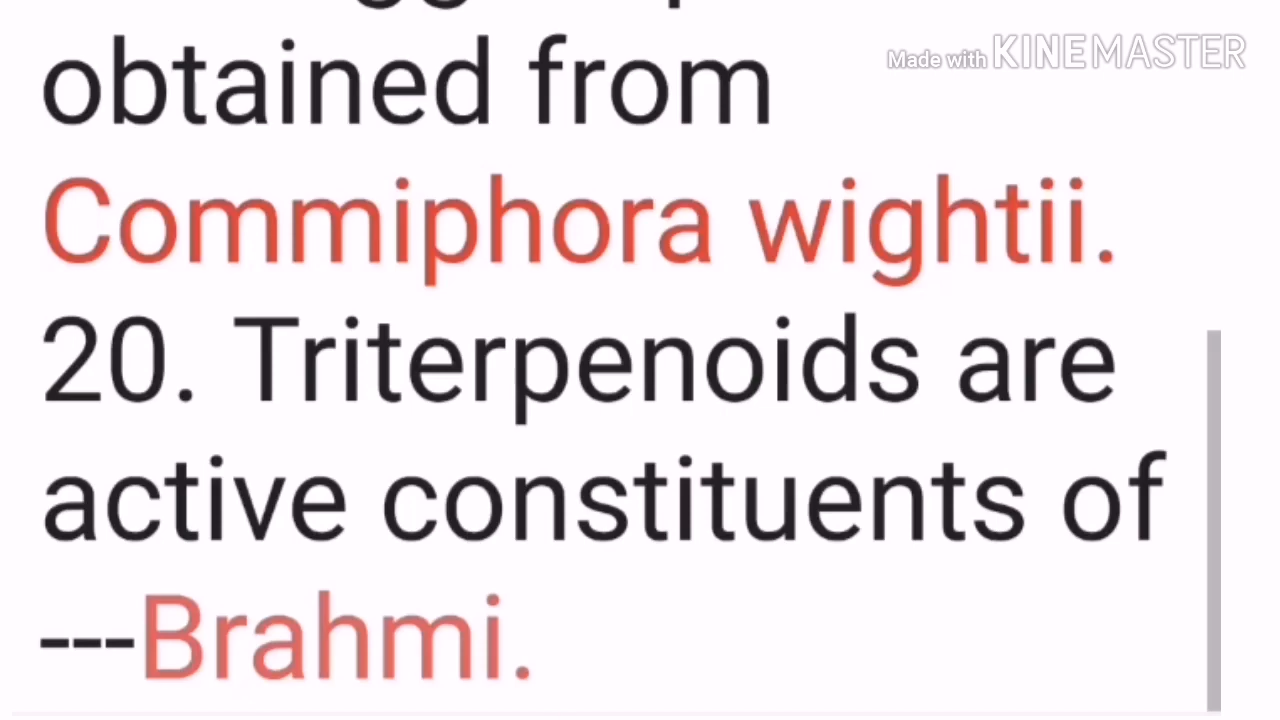 obtained from
Made with KINEMASTER
Commiphora wightii.
20. Triterpenoids are
active constituents of
---Brahmi.